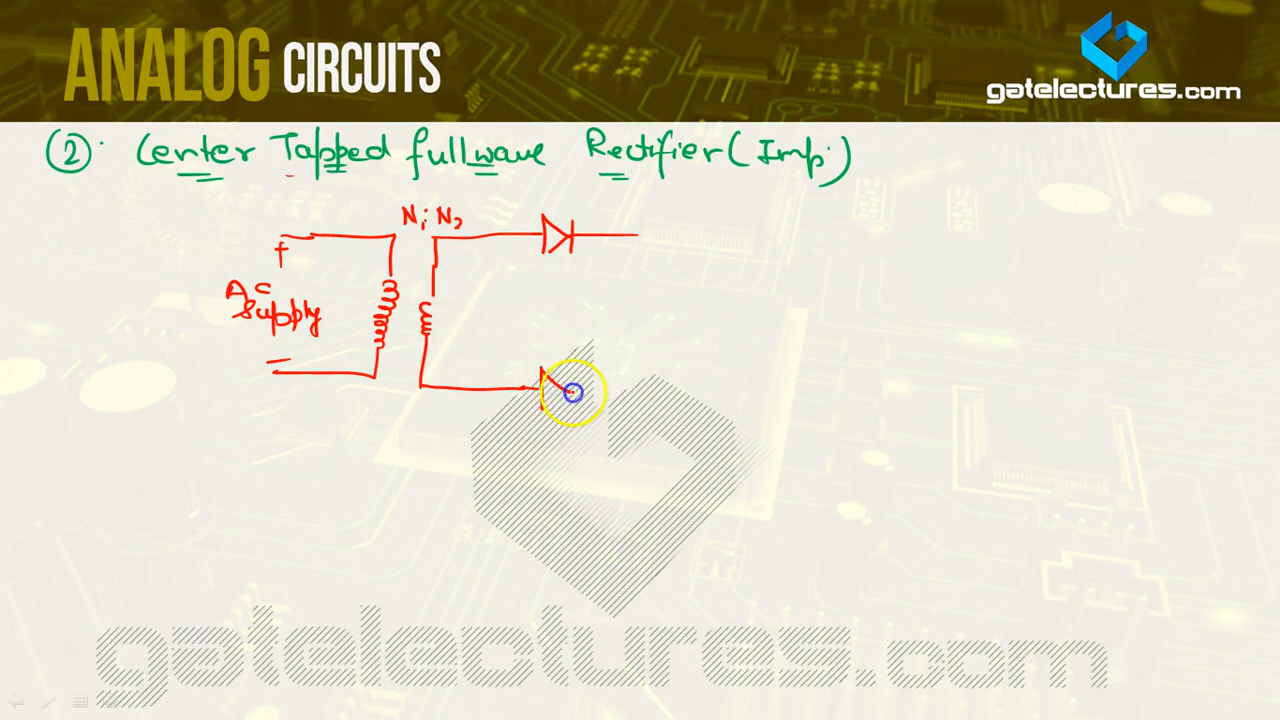 ANALOG CIRCUITS
gatelectures.com
(2). Center Tapped fullwave Rectifier (Imp.)
N1 : N2
+
AC
Supply
-
gatelectures.com